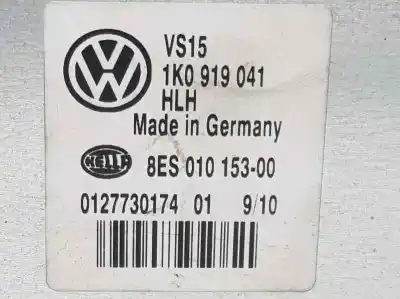 VS15
1K0 919 041
HLH
Made in Germany
HELLA 8ES 010 153-00
0127730174 01 9/10